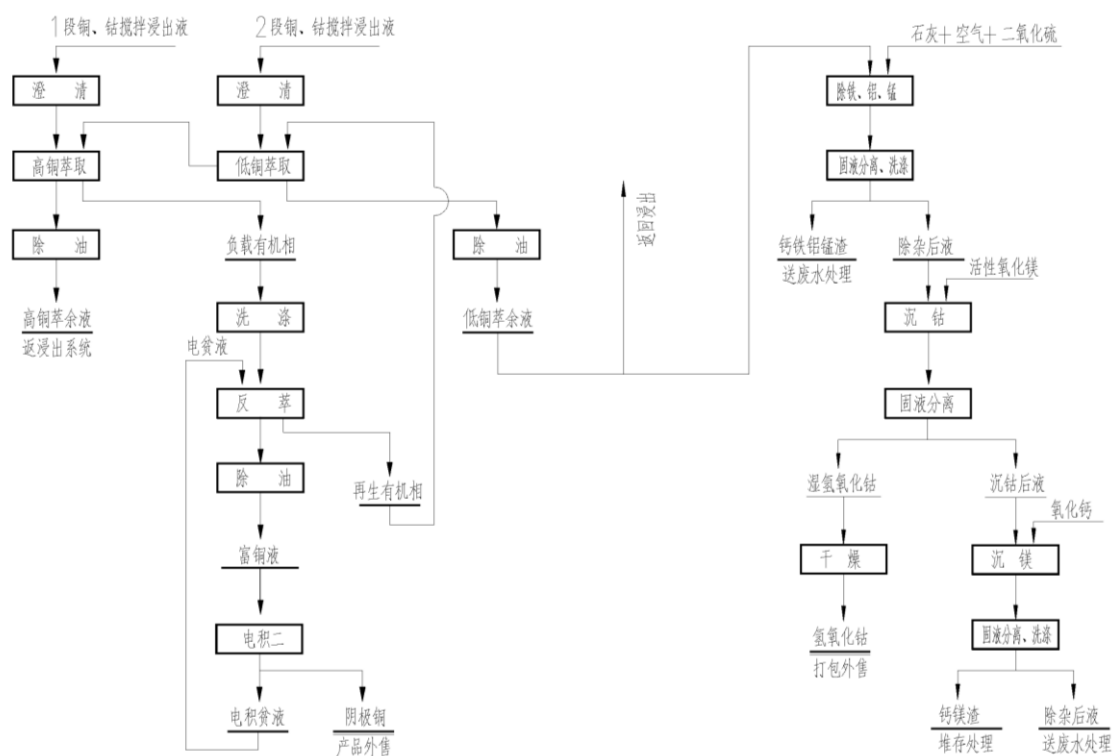 1段铜、钴搅拌浸出液
2段铜、钴搅拌浸出液
石灰+空气+二氧化硫
澄 清
澄 清
除铁、铝、锰
高铜萃取
低铜萃取
固液分离、洗涤
返回浸出
除 油
负载有机相
除 油
钙铁铝锰渣
送废水处理
除杂后液
活性氧化镁
高铜萃余液
返浸出系统
洗 涤
低铜萃余液
沉 钴
电贫液
反 萃
固液分离
除 油
再生有机相
湿氢氧化钴
沉钴后液
氧化钙
富铜液
干 燥
沉 镁
电积二
氢氧化钴
打包外售
固液分离、洗涤
电积贫液
阴极铜
产品外售
钙镁渣
堆存处理
除杂后液
送废水处理